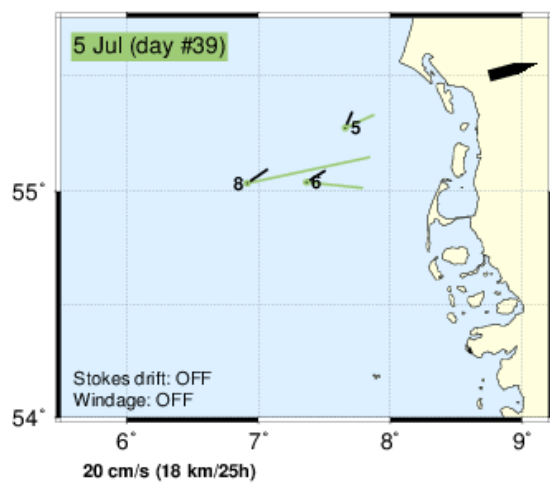 5 Jul (day #39)
5
8
6
55°
Stokes drift: OFF
Windage: OFF
54°
6° 7° 8° 9°
20 cm/s (18 km/25h)